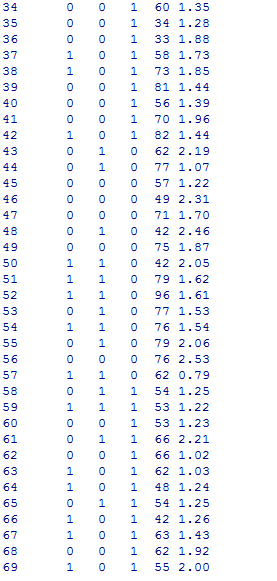 34 0 0 1 60 1.35
35 0 0 1 34 1.28
36 0 0 1 33 1.88
37 1 0 1 58 1.73
38 1 0 1 73 1.85
39 0 0 1 81 1.44
40 0 0 1 56 1.39
41 0 0 1 70 1.96
42 1 0 1 82 1.44
43 0 1 0 62 2.19
44 0 1 0 77 1.07
45 0 0 0 57 1.22
46 0 0 0 49 2.31
47 0 0 0 71 1.70
48 0 1 0 42 2.46
49 0 0 0 75 1.87
50 1 1 0 42 2.05
51 1 1 0 79 1.62
52 1 1 0 96 1.61
53 0 1 0 77 1.53
54 1 1 0 76 1.54
55 0 1 0 79 2.06
56 0 0 0 76 2.53
57 1 1 0 62 0.79
58 0 1 1 54 1.25
59 1 1 1 53 1.22
60 0 0 1 53 1.23
61 0 1 1 66 2.21
62 0 0 1 66 1.02
63 1 0 1 62 1.03
64 1 0 1 48 1.24
65 0 1 1 54 1.25
66 1 0 1 42 1.26
67 1 0 1 63 1.43
68 0 0 1 62 1.92
69 1 0 1 55 2.00